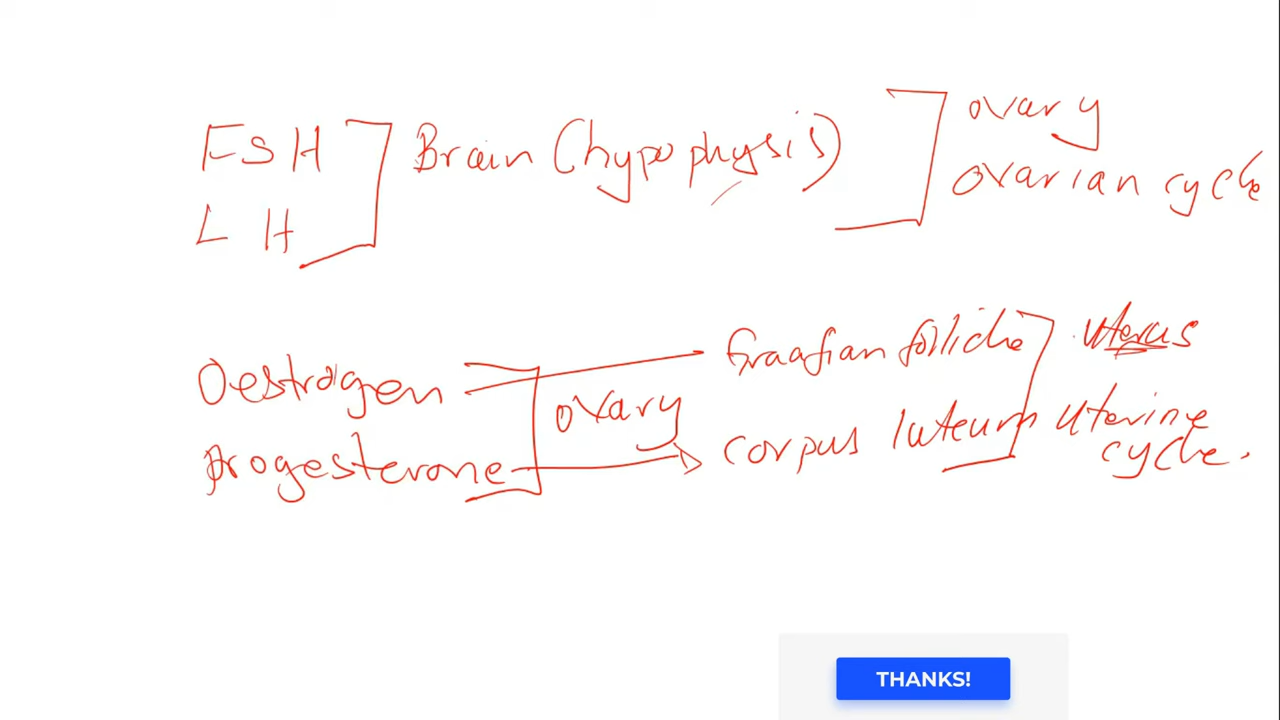 FSH ] Brain (hypophysis) ] ovary
LH ovarian cycle
Oestrogen ] ovary Graafian follicle ] uterus
Progesterone corpus luteum uterine cycle.
THANKS!